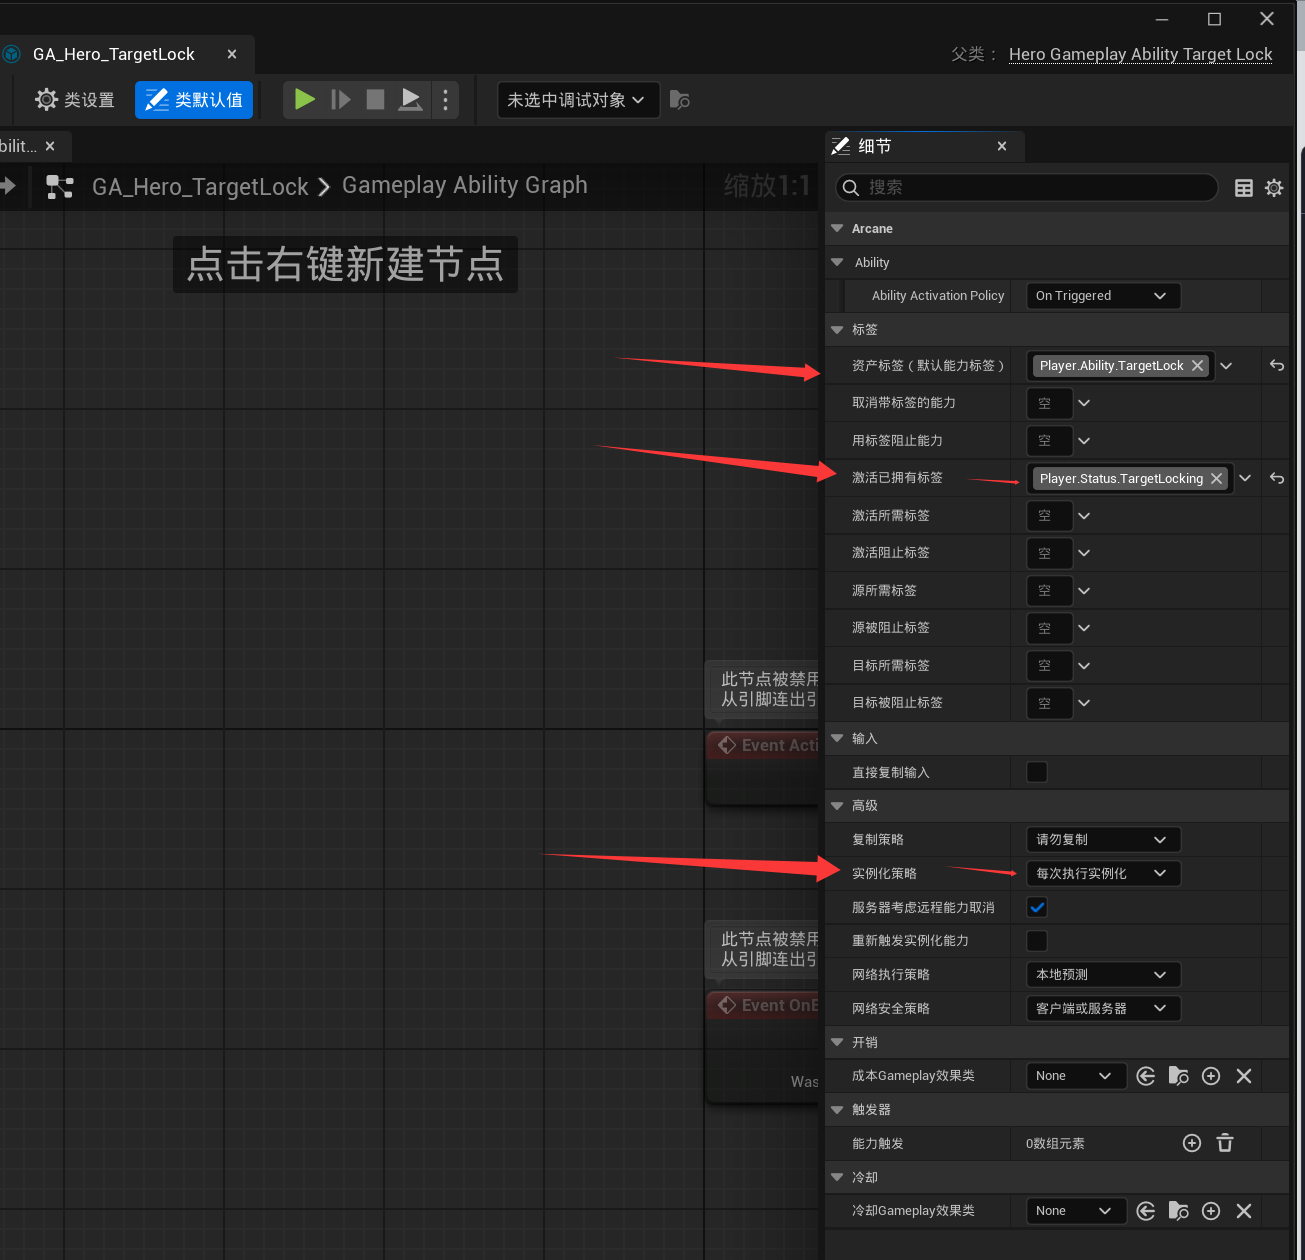 GA_Hero_TargetLock
父类： Hero Gameplay Ability Target Lock
类设置
类默认值
未选中调试对象
bilit...
细节
GA_Hero_TargetLock
Gameplay Ability Graph
缩放1:1
搜索
点击右键新建节点
Arcane
Ability
Ability Activation Policy
On Triggered
标签
资产标签（默认能力标签）
Player.Ability.TargetLock
取消带标签的能力
空
用标签阻止能力
空
激活已拥有标签
Player.Status.TargetLocking
激活所需标签
空
激活阻止标签
空
源所需标签
空
源被阻止标签
空
目标所需标签
空
目标被阻止标签
空
此节点被禁用
从引脚连出引
Event Acti
输入
直接复制输入
高级
复制策略
请勿复制
实例化策略
每次执行实例化
服务器考虑远程能力取消
重新触发实例化能力
网络执行策略
本地预测
网络安全策略
客户端或服务器
此节点被禁用
从引脚连出引
Event OnE
Was
开销
成本Gameplay效果类
None
触发器
能力触发
0数组元素
冷却
冷却Gameplay效果类
None